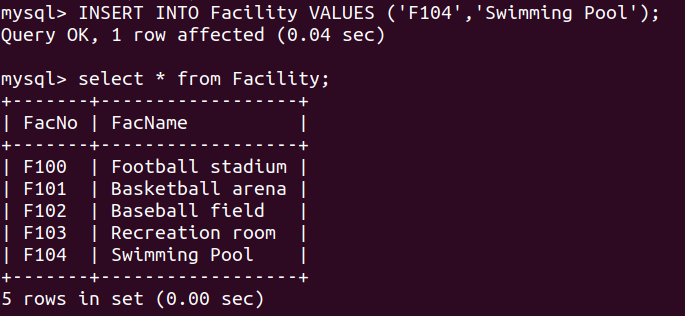 mysql> INSERT INTO Facility VALUES ('F104','Swimming Pool');
Query OK, 1 row affected (0.04 sec)

mysql> select * from Facility;
+-------+------------------+
| FacNo | FacName          |
+-------+------------------+
| F100  | Football stadium |
| F101  | Basketball arena |
| F102  | Baseball field   |
| F103  | Recreation room  |
| F104  | Swimming Pool    |
+-------+------------------+
5 rows in set (0.00 sec)